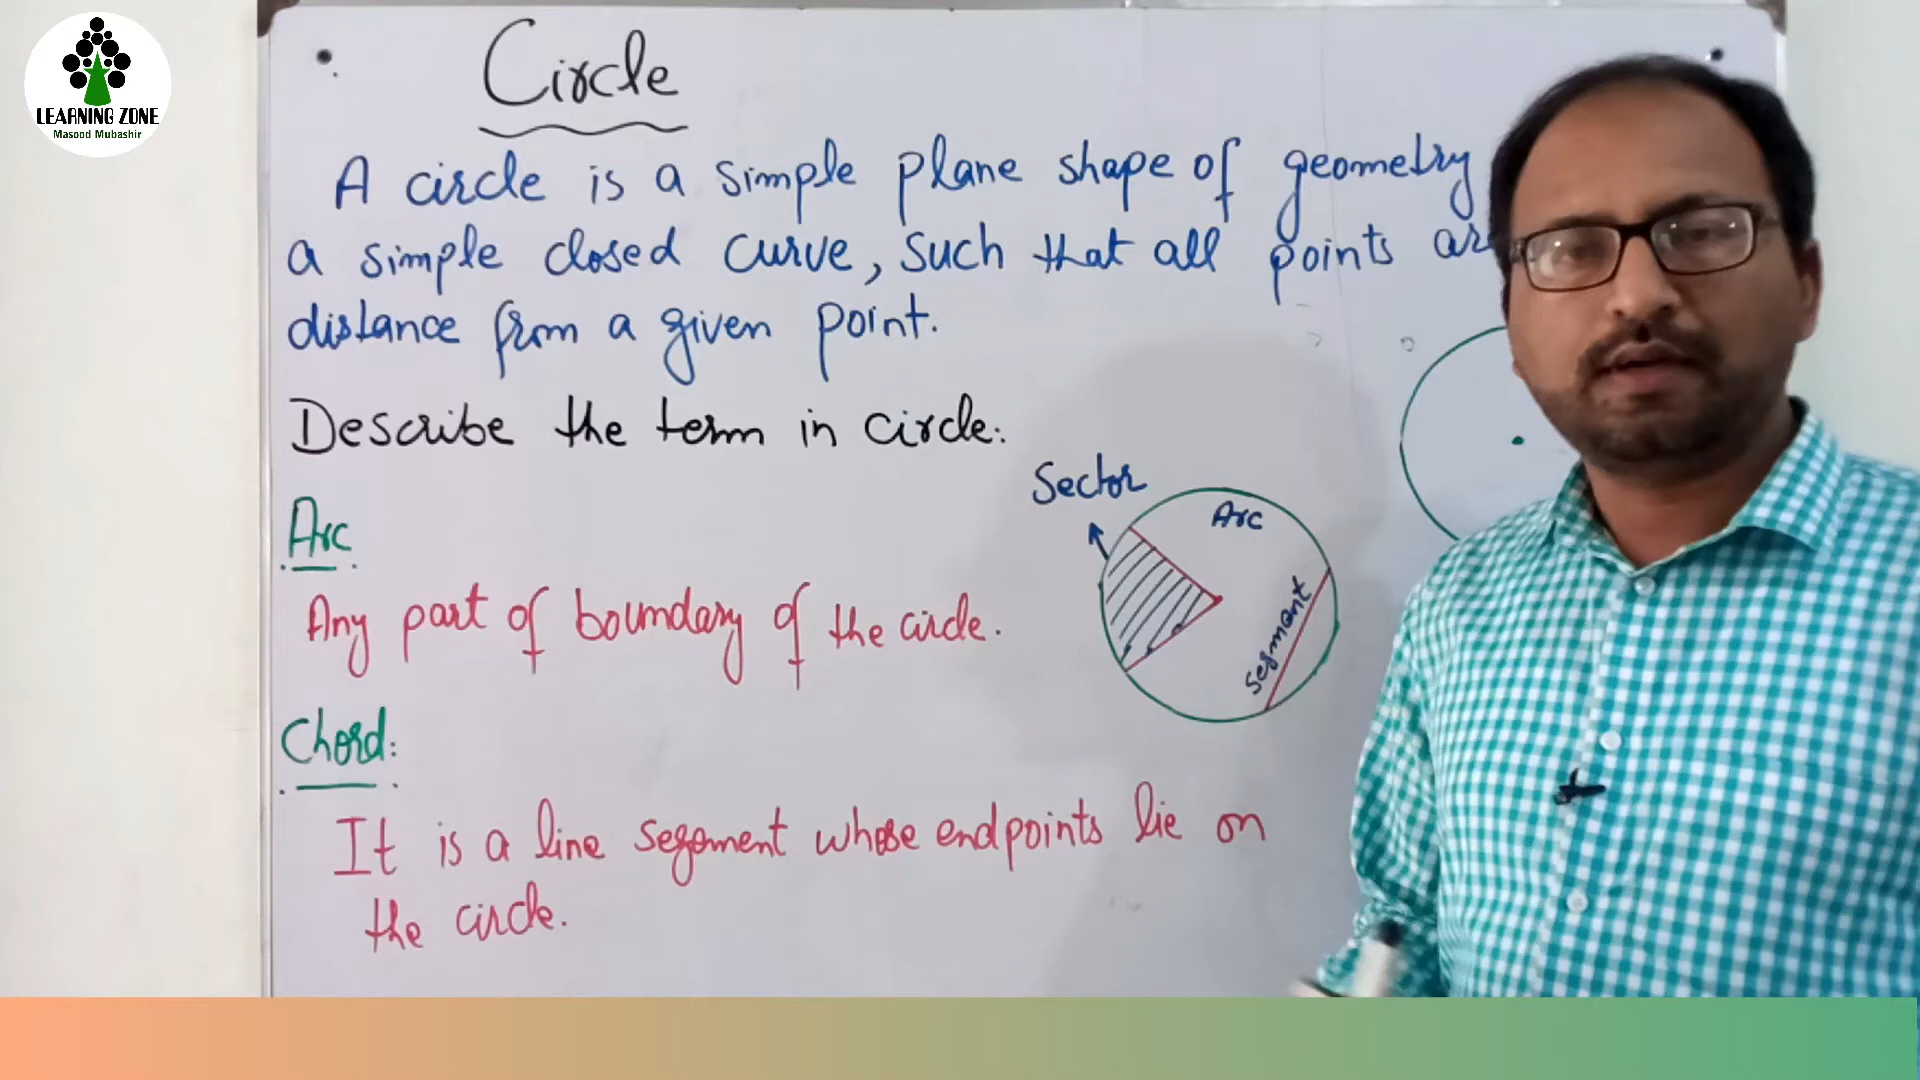 LEARNING ZONE
Masood Mubashir
Circle
A circle is a simple plane shape of geometry
a simple closed curve, such that all points
distance from a given point.
Describe the term in circle:
Sector
Arc
Segment
Arc
Any part of boundary of the circle.
Chord:
It is a line segment whose endpoints lie on
the circle.